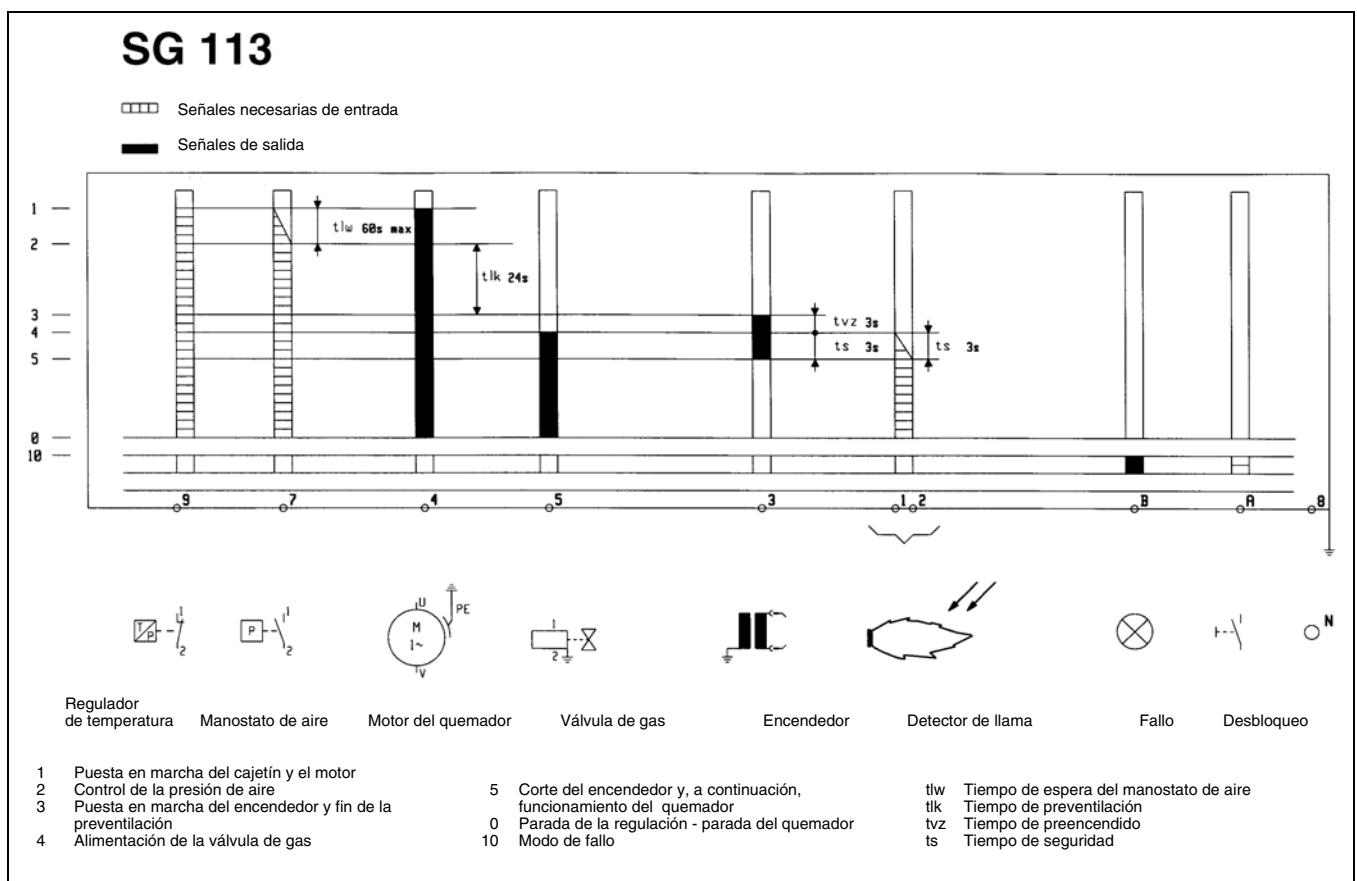 SG 113
Señales necesarias de entrada
Señales de salida
1
2
3
4
5
0
10
tlw 60s max
tlk 24s
tvz 3s
ts 3s
ts 3s
9
7
4
5
3
1 2
B
A
8
T/P
1
2
P
1
2
U
M
1~
V
PE
1
2
N
Regulador
de temperatura
Manostato de aire
Motor del quemador
Válvula de gas
Encendedor
Detector de llama
Fallo
Desbloqueo
1 Puesta en marcha del cajetín y el motor
2 Control de la presión de aire
3 Puesta en marcha del encendedor y fin de la
preventilación
4 Alimentación de la válvula de gas
5 Corte del encendedor y, a continuación,
funcionamiento del quemador
0 Parada de la regulación - parada del quemador
10 Modo de fallo
tlw Tiempo de espera del manostato de aire
tlk Tiempo de preventilación
tvz Tiempo de preencendido
ts Tiempo de seguridad